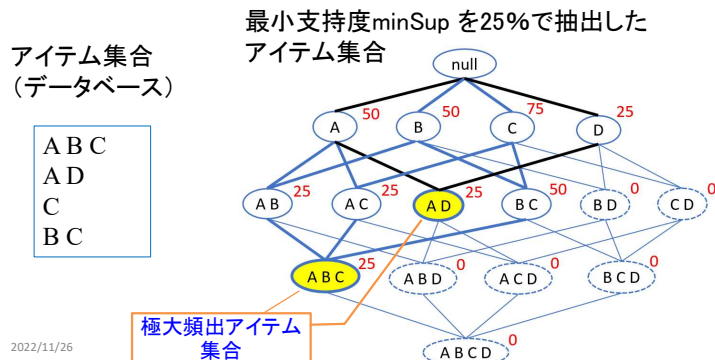 最小支持度minSup を25%で抽出した
アイテム集合
アイテム集合
（データベース）
null
A B C
A D
C
B C
50
50
75
25
A
B
C
D
25
25
25
50
0
0
A B
A C
A D
B C
B D
C D
25
0
0
0
A B C
A B D
A C D
B C D
極大頻出アイテム
集合
0
A B C D
2022/11/26